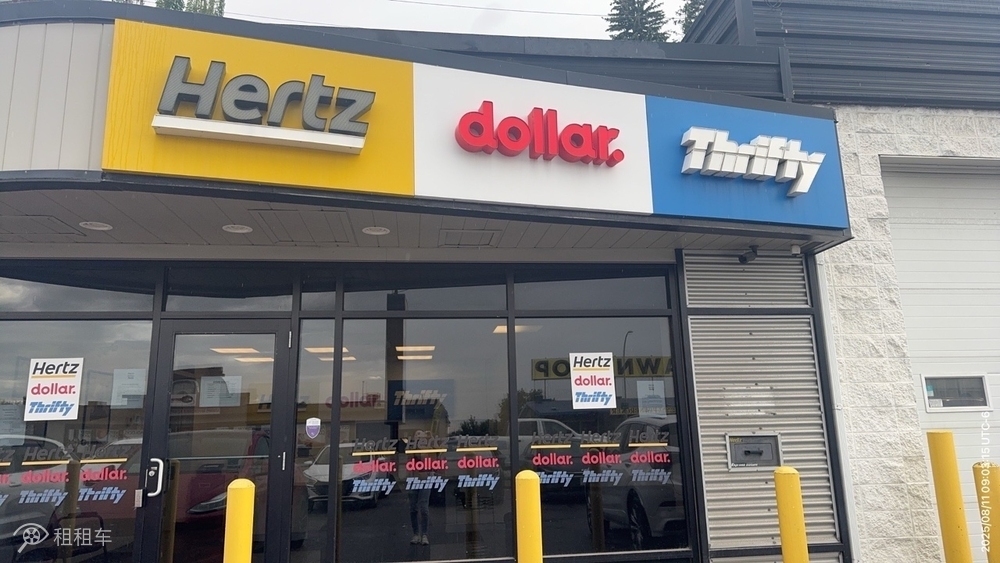 Hertz
dollar.
Thrifty
Hertz
dollar.
Thrifty
Hertz
dollar.
Thrifty
AWN OP
Hertz Hertz Hertz Hertz Hertz Hertz
dollar. dollar. dollar. dollar. dollar. dollar. dollar. dollar.
Thrifty Thrifty Thrifty Thrifty Thrifty Thrifty Thrifty Thrifty
租租车
2025/08/11 09:03:15 UTC-6